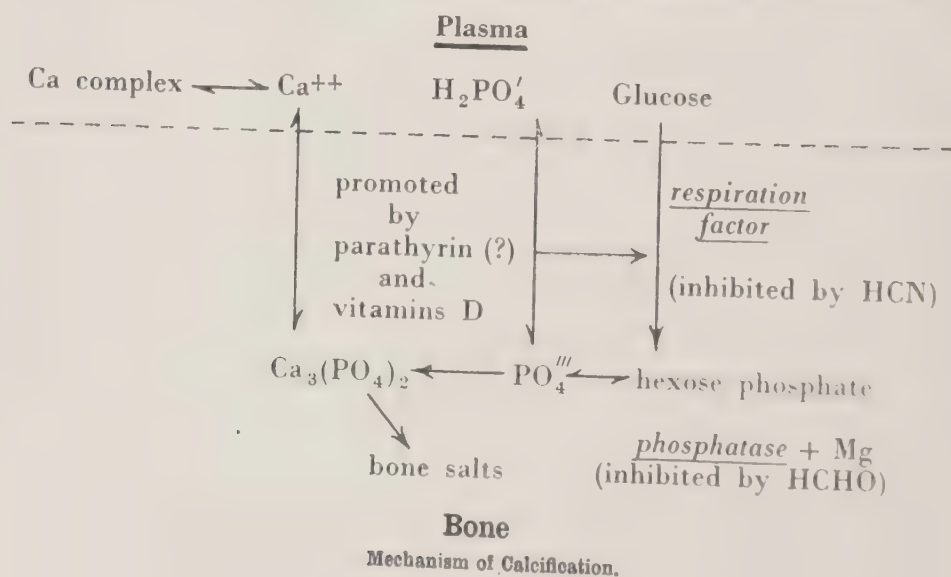 Plasma
Ca complex Ca++ H₂PO₄′ Glucose
promoted
by
parathyrin (?)
and
vitamins D
respiration
factor
(inhibited by HCN)
Ca₃(PO₄)₂ PO₄‴ hexose phosphate
bone salts
phosphatase + Mg
(inhibited by HCHO)
Bone
Mechanism of Calcification.